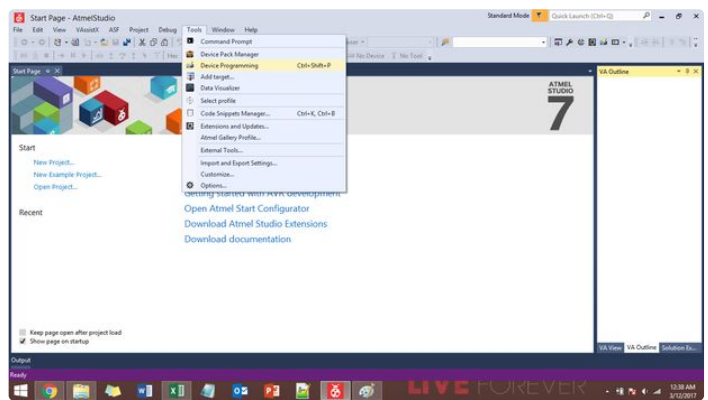 Start Page - AtmelStudio
Standard Mode
Quick Launch (Ctrl+Q)
File Edit View VAssistX ASF Project Debug Tools Window Help
Hex
No Device
No Tool
Command Prompt
Device Pack Manager
Device Programming Ctrl+Shift+P
Add target...
Data Visualizer
Select profile
Code Snippets Manager... Ctrl+K, Ctrl+B
Extensions and Updates...
Atmel Gallery Profile...
External Tools...
Import and Export Settings...
Customize...
Options...
Start Page
VA Outline
ATMEL
STUDIO
7
Start
New Project...
New Example Project...
Open Project...
Recent
Getting started with AVR development
Open Atmel Start Configurator
Download Atmel Studio Extensions
Download documentation
Keep page open after project load
Show page on startup
VA View VA Outline Solution Ex...
Output
Ready
LIVE FOREVER
12:38 AM
3/12/2017